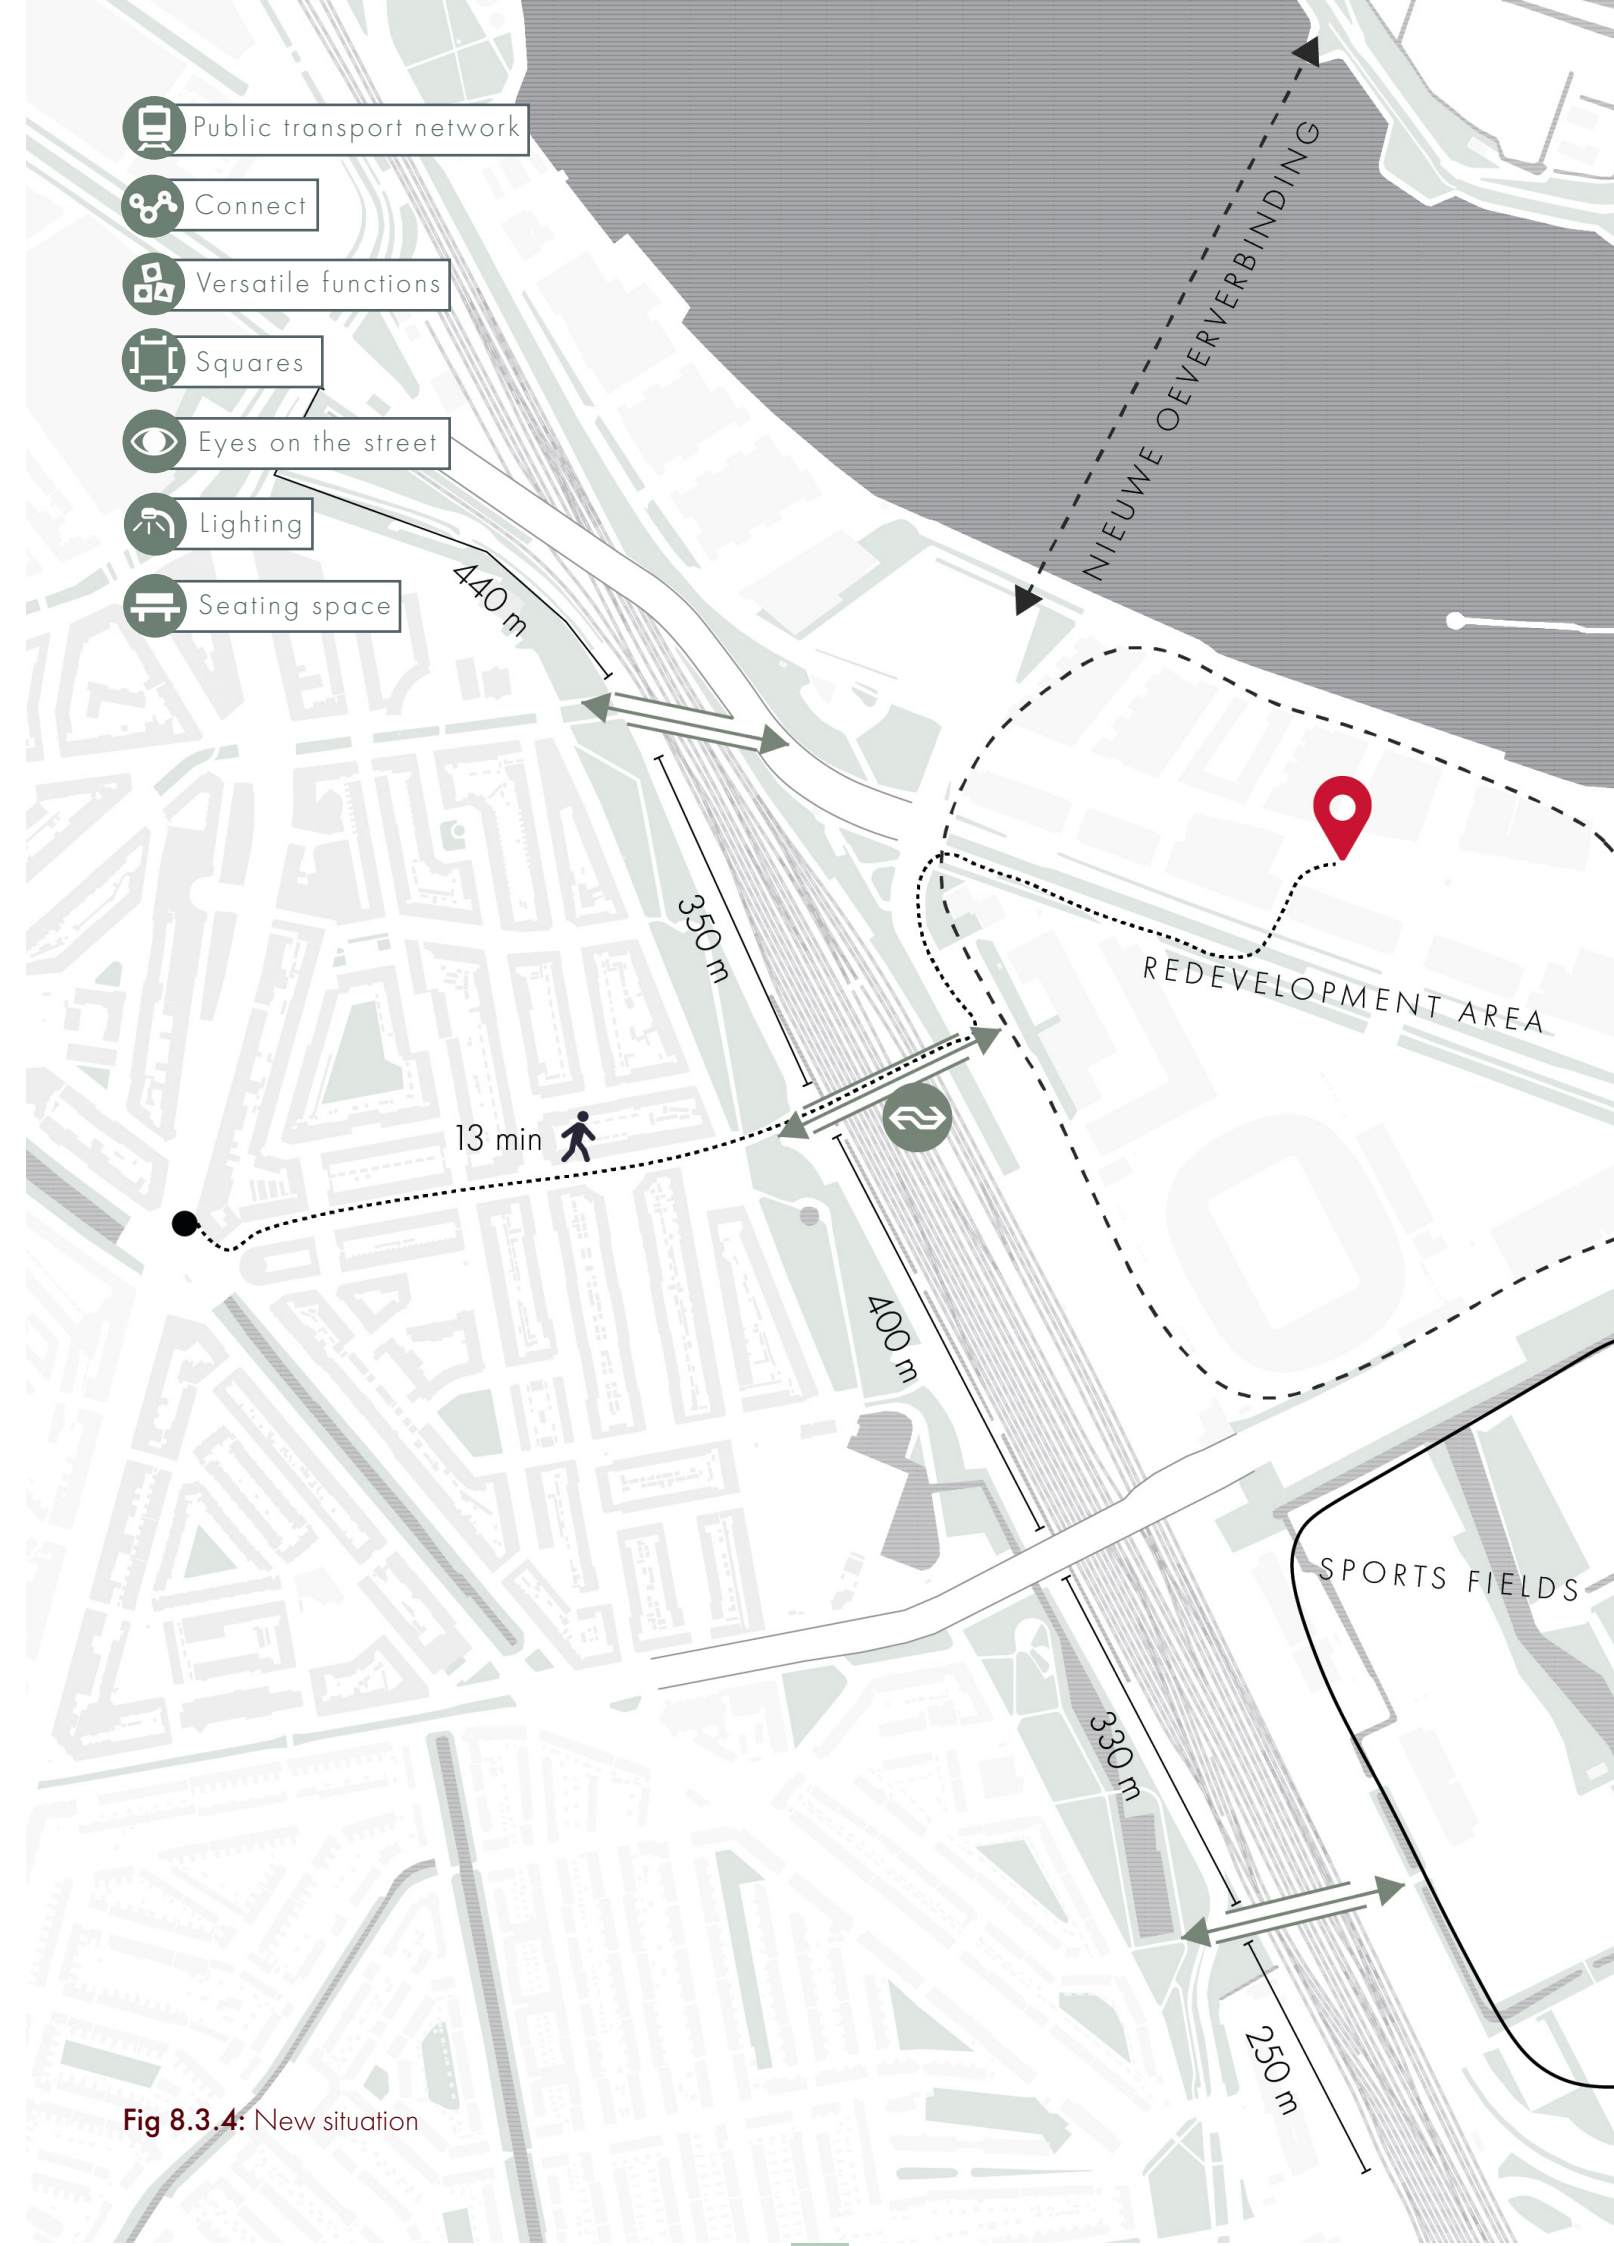 Public transport network
Connect
Versatile functions
Squares
Eyes on the street
Lighting
Seating space
NIEUWE OEVERVERBINDING
440 m
350 m
REDEVELOPMENT AREA
13 min
400 m
SPORTS FIELDS
330 m
250 m
Fig 8.3.4: New situation